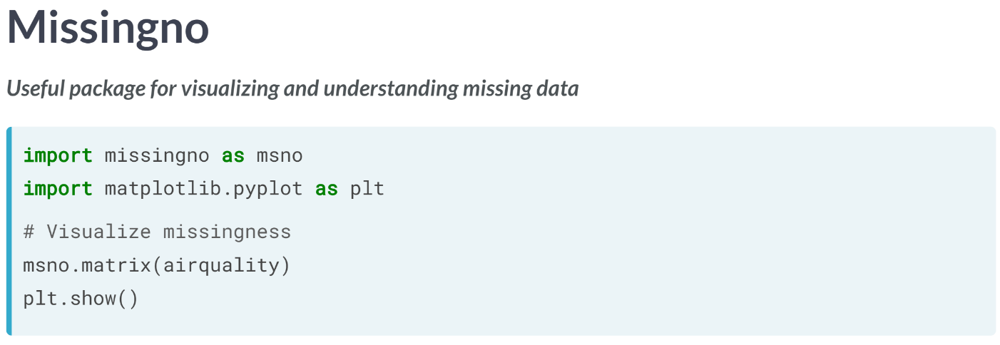 Missingno
Useful package for visualizing and understanding missing data
import missingno as msno
import matplotlib.pyplot as plt
# Visualize missingness
msno.matrix(airquality)
plt.show()